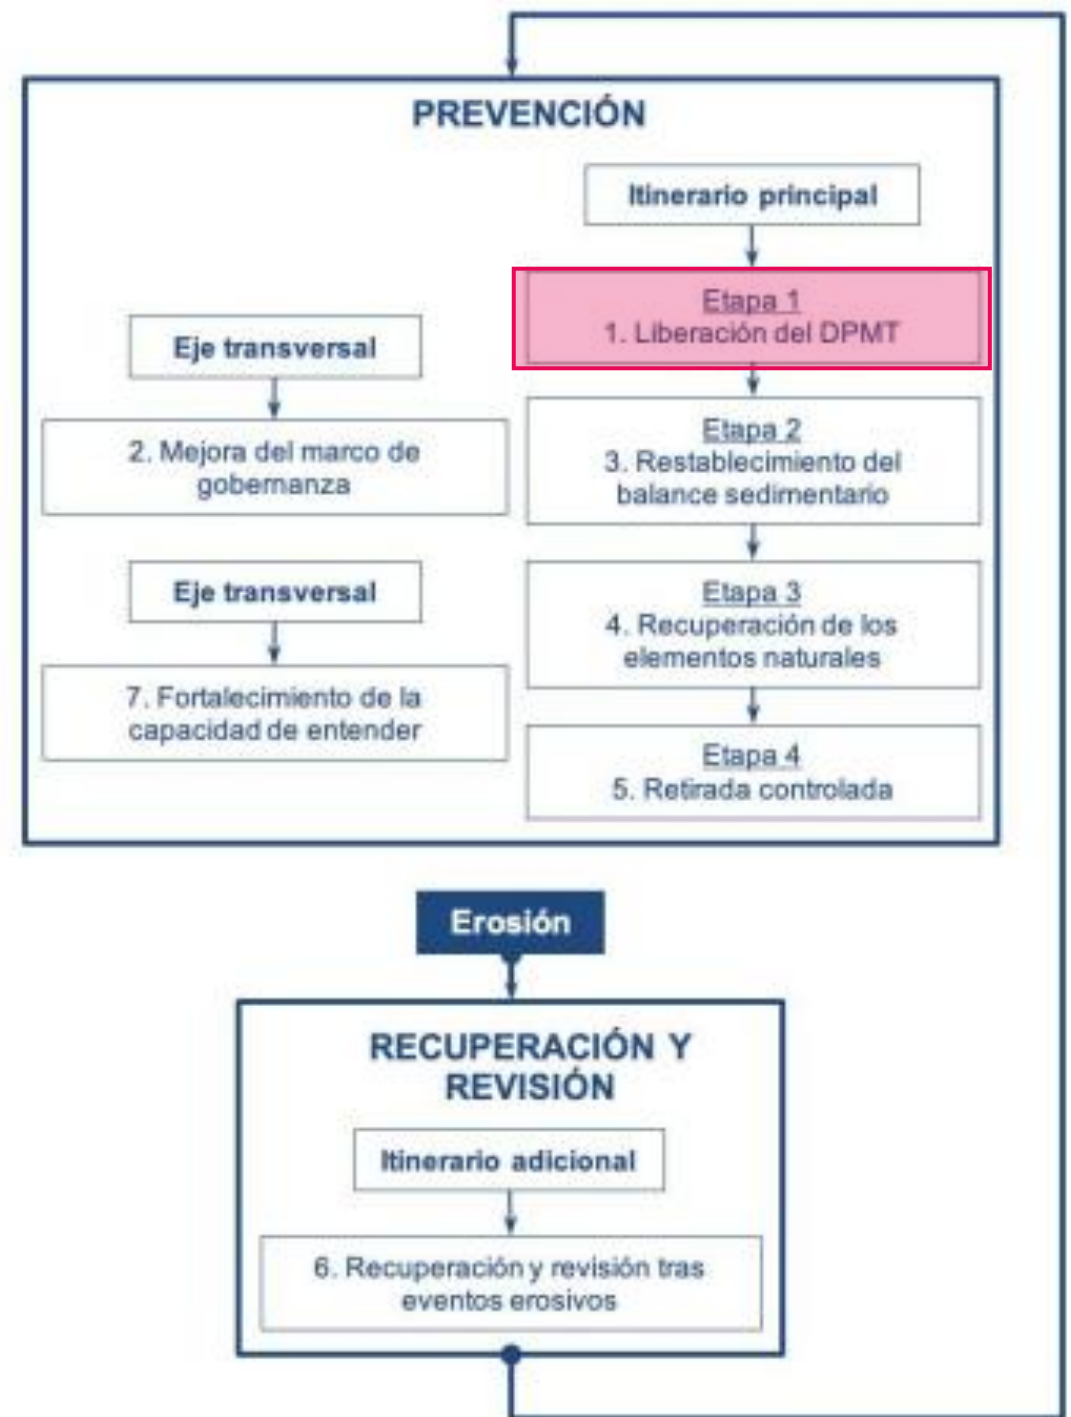 PREVENCIÓN
Itinerario principal
Etapa 1
1. Liberación del DPMT
Eje transversal
2. Mejora del marco de
gobernanza
Etapa 2
3. Restablecimiento del
balance sedimentario
Eje transversal
7. Fortalecimiento de la
capacidad de entender
Etapa 3
4. Recuperación de los
elementos naturales
Etapa 4
5. Retirada controlada
Erosión
RECUPERACIÓN Y
REVISIÓN
Itinerario adicional
6. Recuperación y revisión tras
eventos erosivos